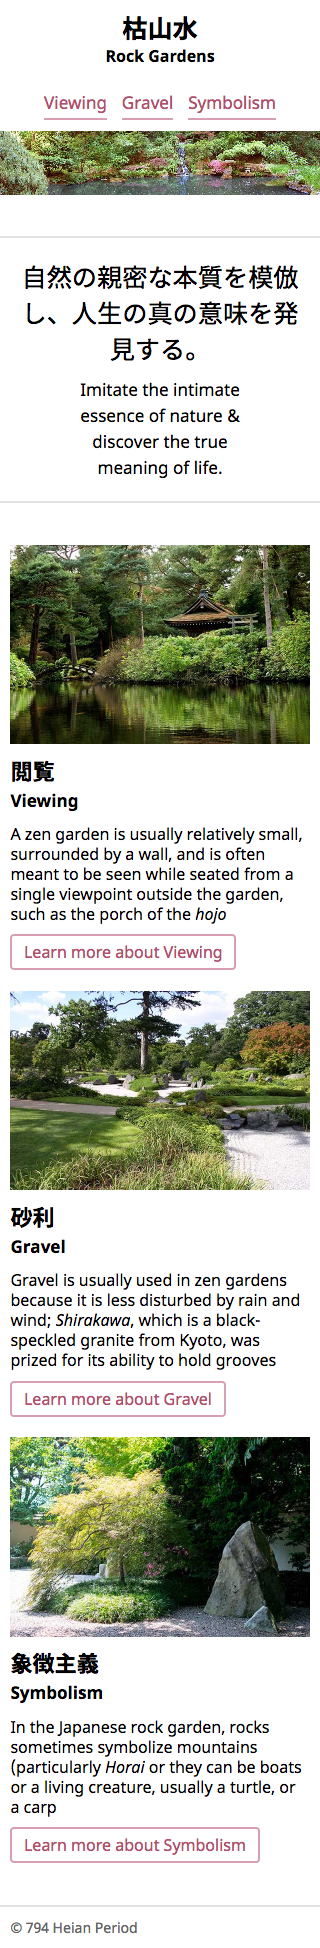 枯山水
Rock Gardens
Viewing Gravel Symbolism
自然の親密な本質を模倣
し、人生の真の意味を発
見する。
Imitate the intimate
essence of nature &
discover the true
meaning of life.
閲覧
Viewing
A zen garden is usually relatively small,
surrounded by a wall, and is often
meant to be seen while seated from a
single viewpoint outside the garden,
such as the porch of the hojo
Learn more about Viewing
砂利
Gravel
Gravel is usually used in zen gardens
because it is less disturbed by rain and
wind; Shirakawa, which is a black-
speckled granite from Kyoto, was
prized for its ability to hold grooves
Learn more about Gravel
象徴主義
Symbolism
In the Japanese rock garden, rocks
sometimes symbolize mountains
(particularly Horai or they can be boats
or a living creature, usually a turtle, or
a carp
Learn more about Symbolism
© 794 Heian Period